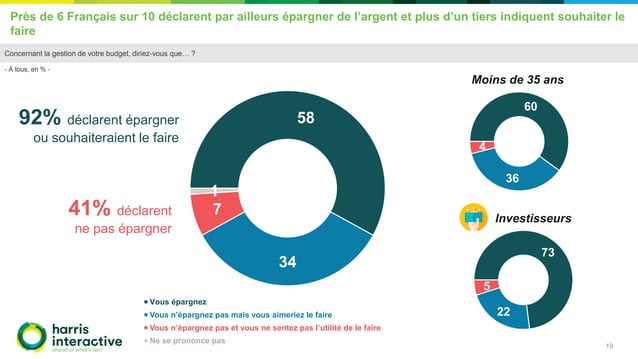 Près de 6 Français sur 10 déclarent par ailleurs épargner de l’argent et plus d’un tiers indiquent souhaiter le
faire
Concernant la gestion de votre budget, diriez-vous que… ?
- À tous, en % -
92% déclarent épargner
ou souhaiteraient le faire
41% déclarent
ne pas épargner
58
1
7
34
Moins de 35 ans
60
4
36
Investisseurs
73
5
22
Vous épargnez
Vous n’épargnez pas mais vous aimeriez le faire
Vous n’épargnez pas et vous ne sentez pas l’utilité de le faire
Ne se prononce pas
harris
interactive
ahead of what's next
19